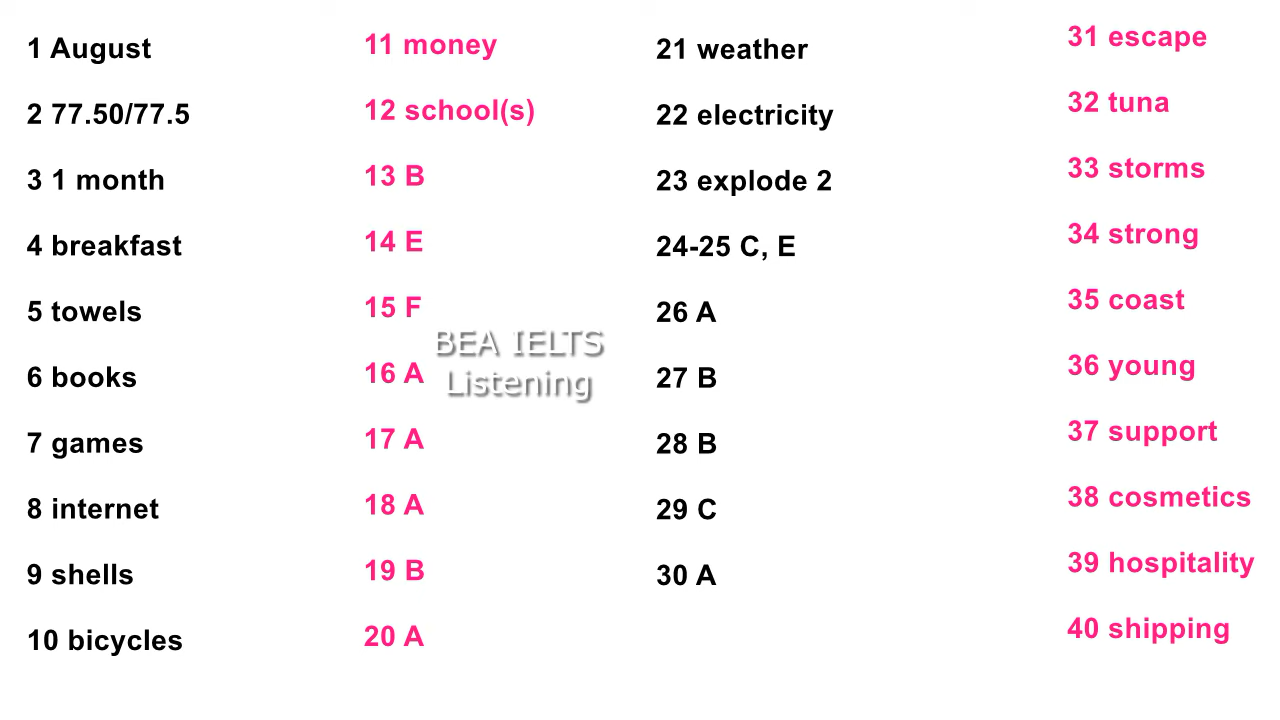 1 August
2 77.50/77.5
3 1 month
4 breakfast
5 towels
6 books
7 games
8 internet
9 shells
10 bicycles
11 money
12 school(s)
13 B
14 E
15 F
16 A
17 A
18 A
19 B
20 A
BEA IELTS
Listening
21 weather
22 electricity
23 explode 2
24-25 C, E
26 A
27 B
28 B
29 C
30 A
31 escape
32 tuna
33 storms
34 strong
35 coast
36 young
37 support
38 cosmetics
39 hospitality
40 shipping